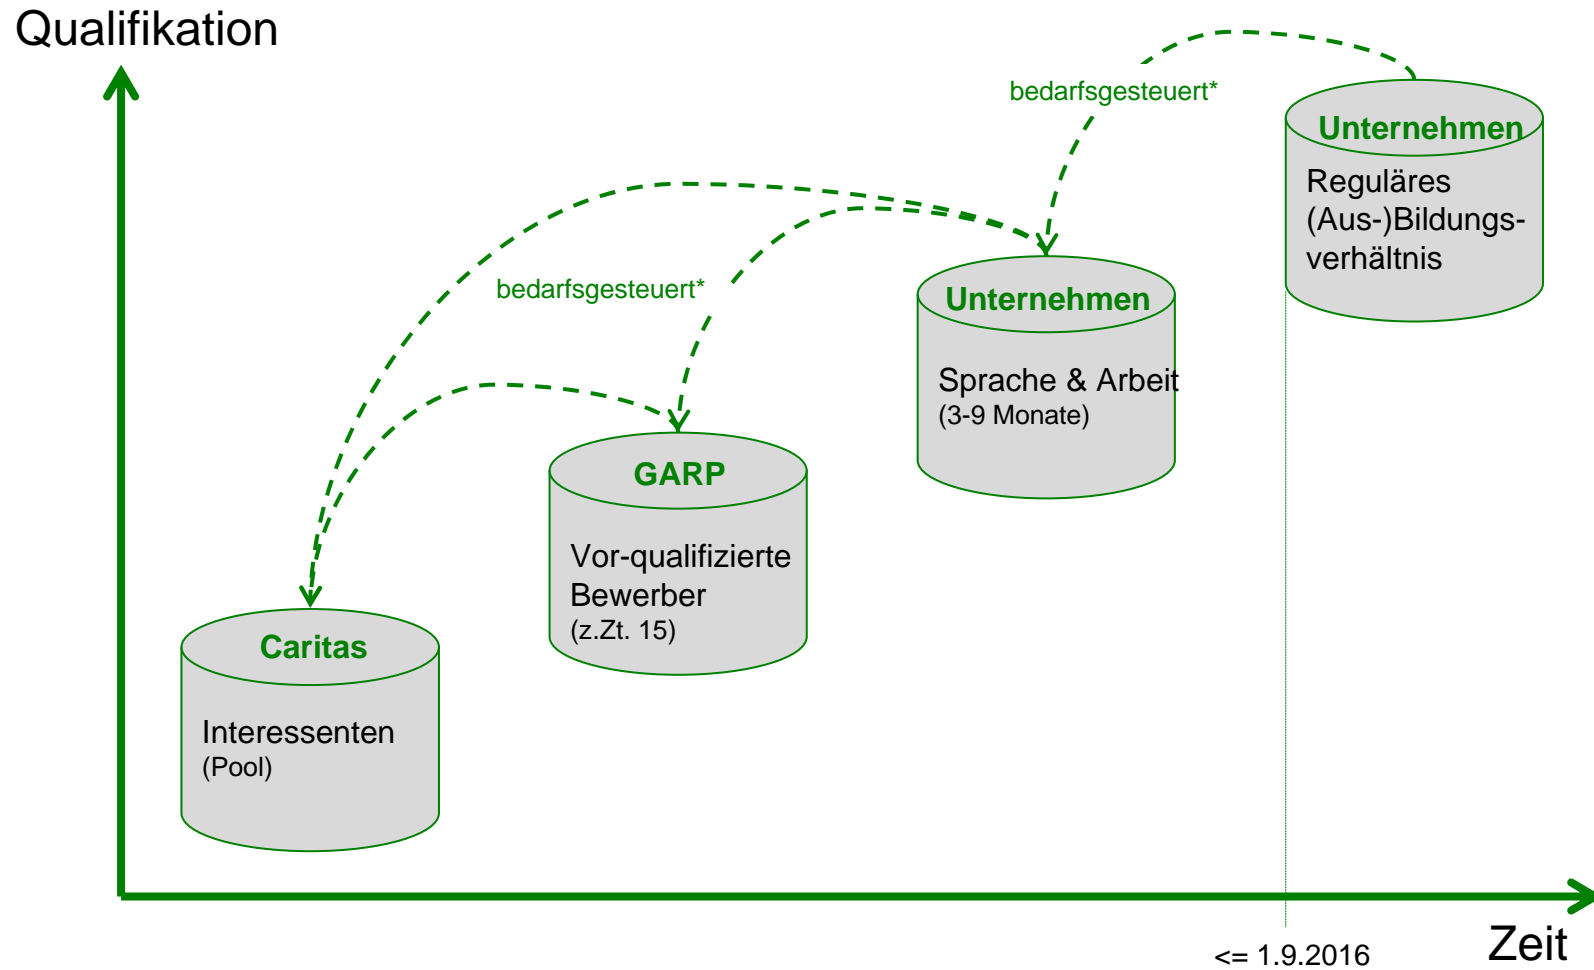 Qualifikation
bedarfsgesteuert*
Unternehmen
Reguläres
(Aus-)Bildungs-
verhältnis
bedarfsgesteuert*
Unternehmen
Sprache & Arbeit
(3-9 Monate)
GARP
Vor-qualifizierte
Bewerber
(z.Zt. 15)
Caritas
Interessenten
(Pool)
<= 1.9.2016
Zeit